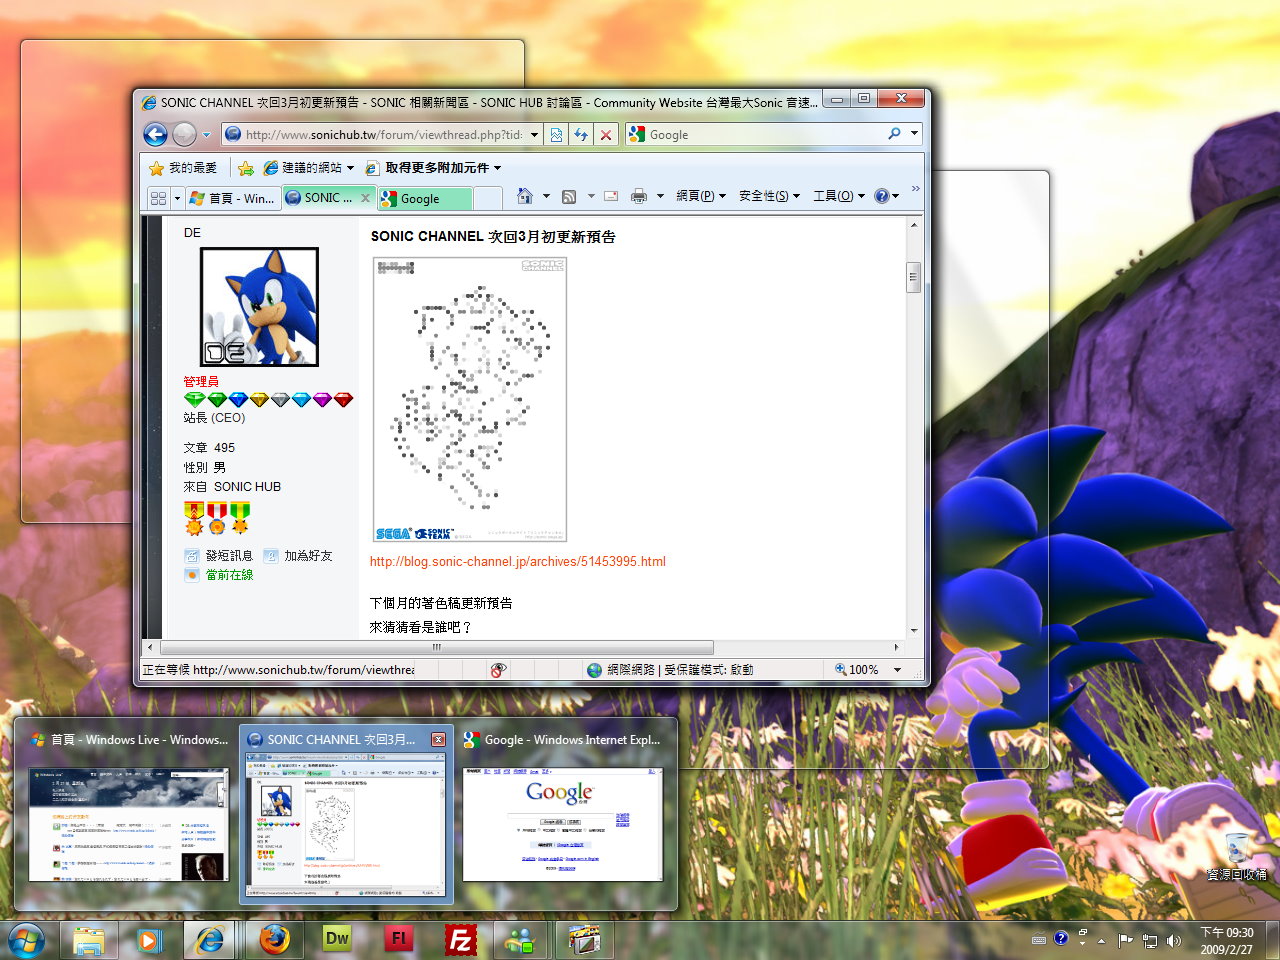 SONIC CHANNEL 次回3月初更新預告 - SONIC 相關新聞區 - SONIC HUB 討論區 - Community Website 台灣最大Sonic 音速...
http://www.sonichub.tw/forum/viewthread.php?tid:
Google
我的最愛
建議的網站
取得更多附加元件
首頁 - Win...
SONIC ...
Google
網頁(P)
安全性(S)
工具(O)
DE
SONIC CHANNEL 次回3月初更新預告
SONIC CHANNEL
DE
管理員
站長 (CEO)
文章 495
性別 男
來自 SONIC HUB
SEGA SONIC TEAM
發短訊息 加為好友
當前在線
http://blog.sonic-channel.jp/archives/51453995.html
下個月的著色稿更新預告
來猜猜看是誰吧？
正在等候 http://www.sonichub.tw/forum/viewthrea
網際網路 | 受保護模式: 啟動
100%
首頁 - Windows Live - Windows...
SONIC CHANNEL 次回3月...
Google - Windows Internet Expl...
Google
資源回收桶
Dw
Fl
Fz
下午 09:30
2009/2/27